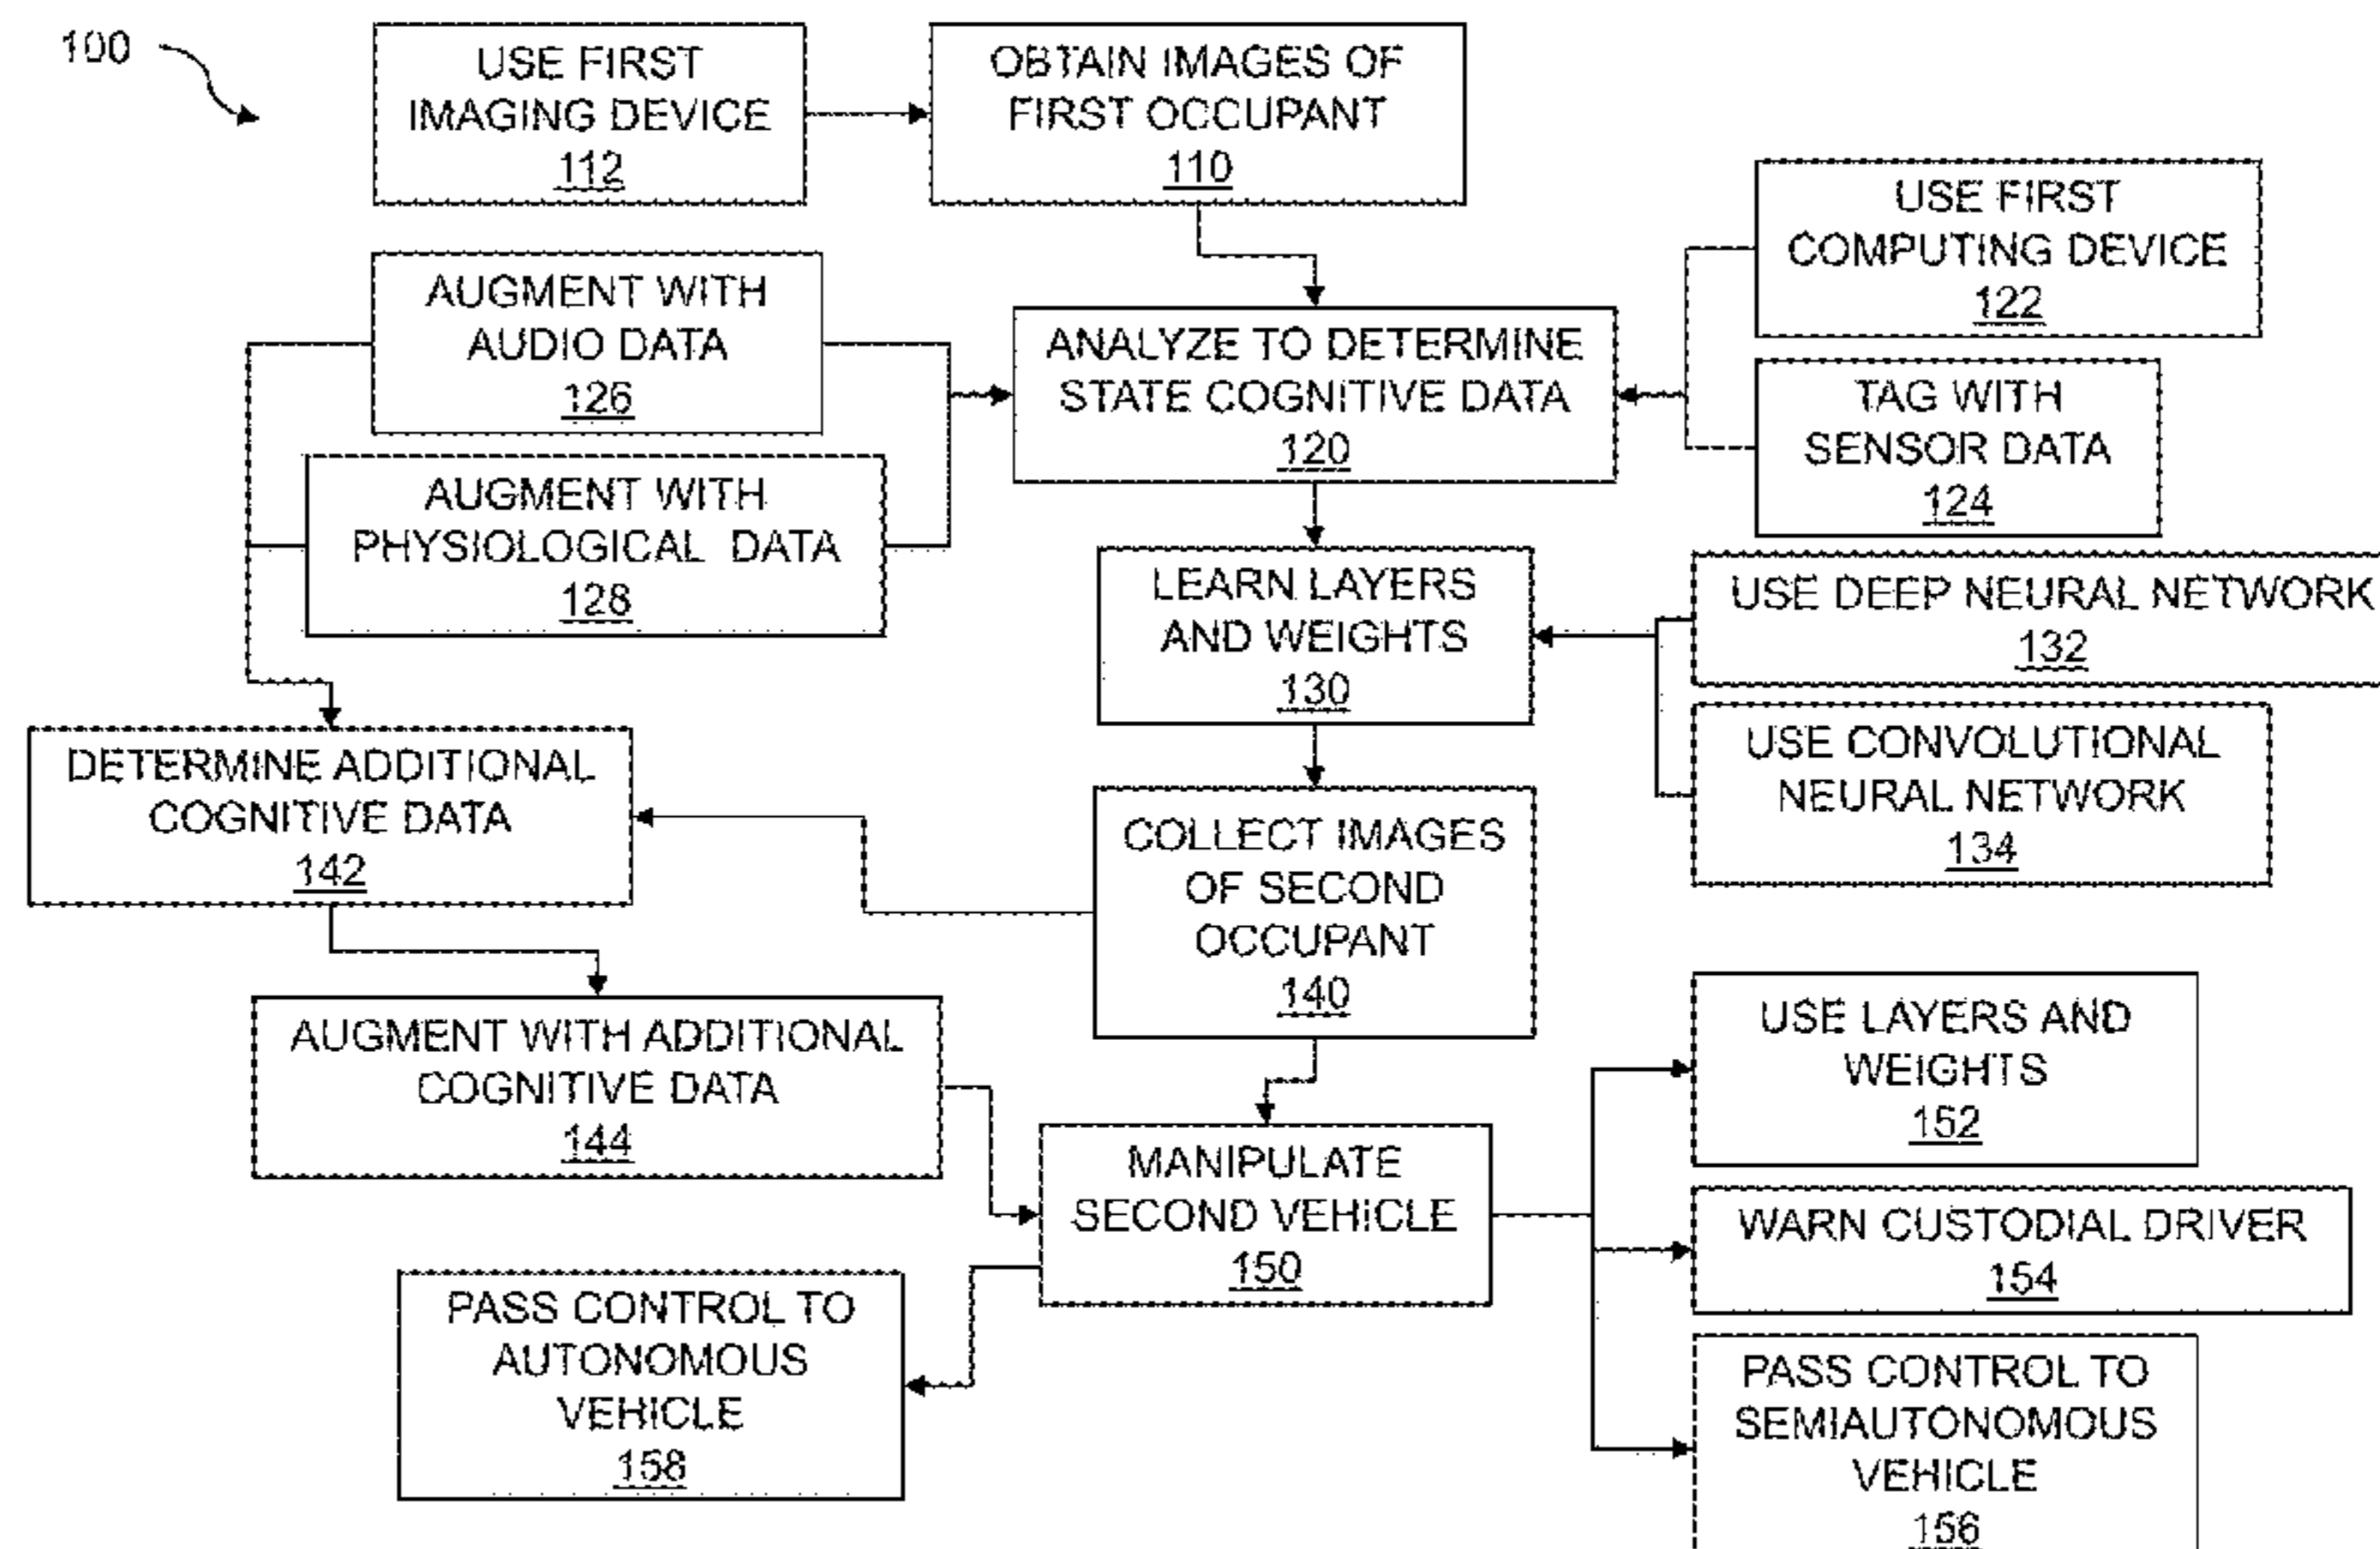 100
USE FIRST
IMAGING DEVICE
112
OBTAIN IMAGES OF
FIRST OCCUPANT
110
USE FIRST
COMPUTING DEVICE
122
AUGMENT WITH
AUDIO DATA
126
ANALYZE TO DETERMINE
STATE COGNITIVE DATA
120
TAG WITH
SENSOR DATA
124
AUGMENT WITH
PHYSIOLOGICAL DATA
128
LEARN LAYERS
AND WEIGHTS
130
USE DEEP NEURAL NETWORK
132
USE CONVOLUTIONAL
NEURAL NETWORK
134
DETERMINE ADDITIONAL
COGNITIVE DATA
142
COLLECT IMAGES
OF SECOND
OCCUPANT
140
AUGMENT WITH ADDITIONAL
COGNITIVE DATA
144
USE LAYERS AND
WEIGHTS
152
MANIPULATE
SECOND VEHICLE
150
WARN CUSTODIAL DRIVER
154
PASS CONTROL TO
AUTONOMOUS
VEHICLE
158
PASS CONTROL TO
SEMIAUTONOMOUS
VEHICLE
156